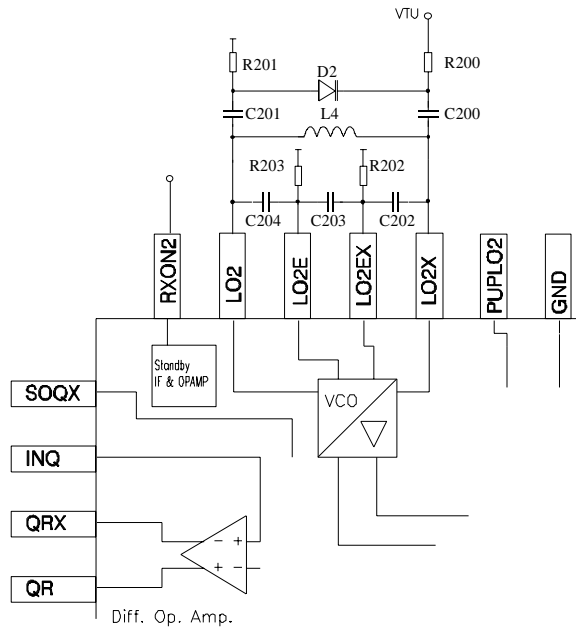 VTU
R201
R200
D2
C201
L4
C200
R203
R202
C204
C203
C202
RXON2
LO2
LO2E
LO2EX
LO2X
PUPLO2
GND
Standby
IF & OPAMP
SOQX
VCO
INQ
QRX
- +
QR
+ -
Diff. Op. Amp.